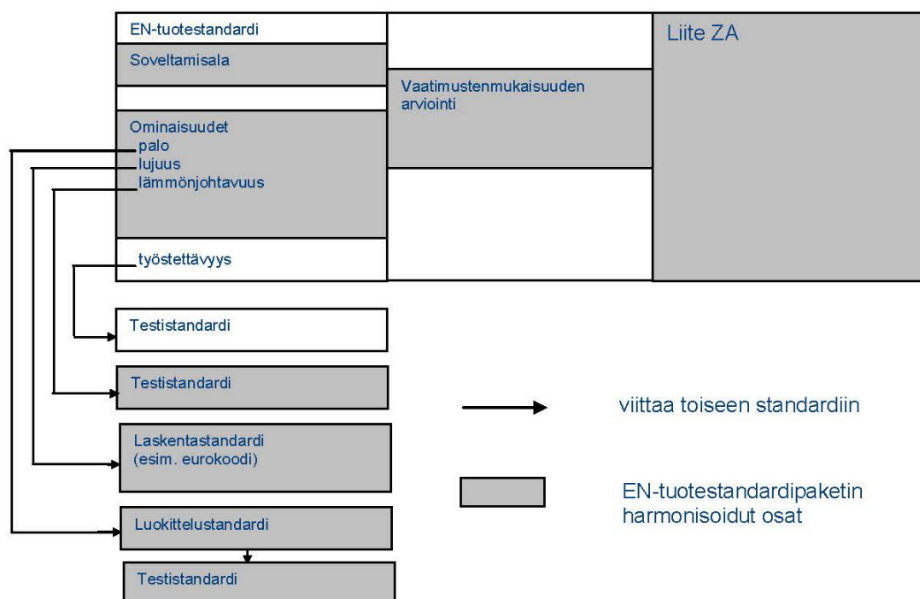 EN-tuotestandardi
Soveltamisala
Ominaisuudet
palo
lujuus
lämmönjohtavuus
työstettävyys
Vaatimustenmukaisuuden
arviointi
Liite ZA
Testistandardi
Testistandardi
Laskentastandardi
(esim. eurokoodi)
Luokittelustandardi
Testistandardi
viittaa toiseen standardiin
EN-tuotestandardipaketin
harmonisoidut osat